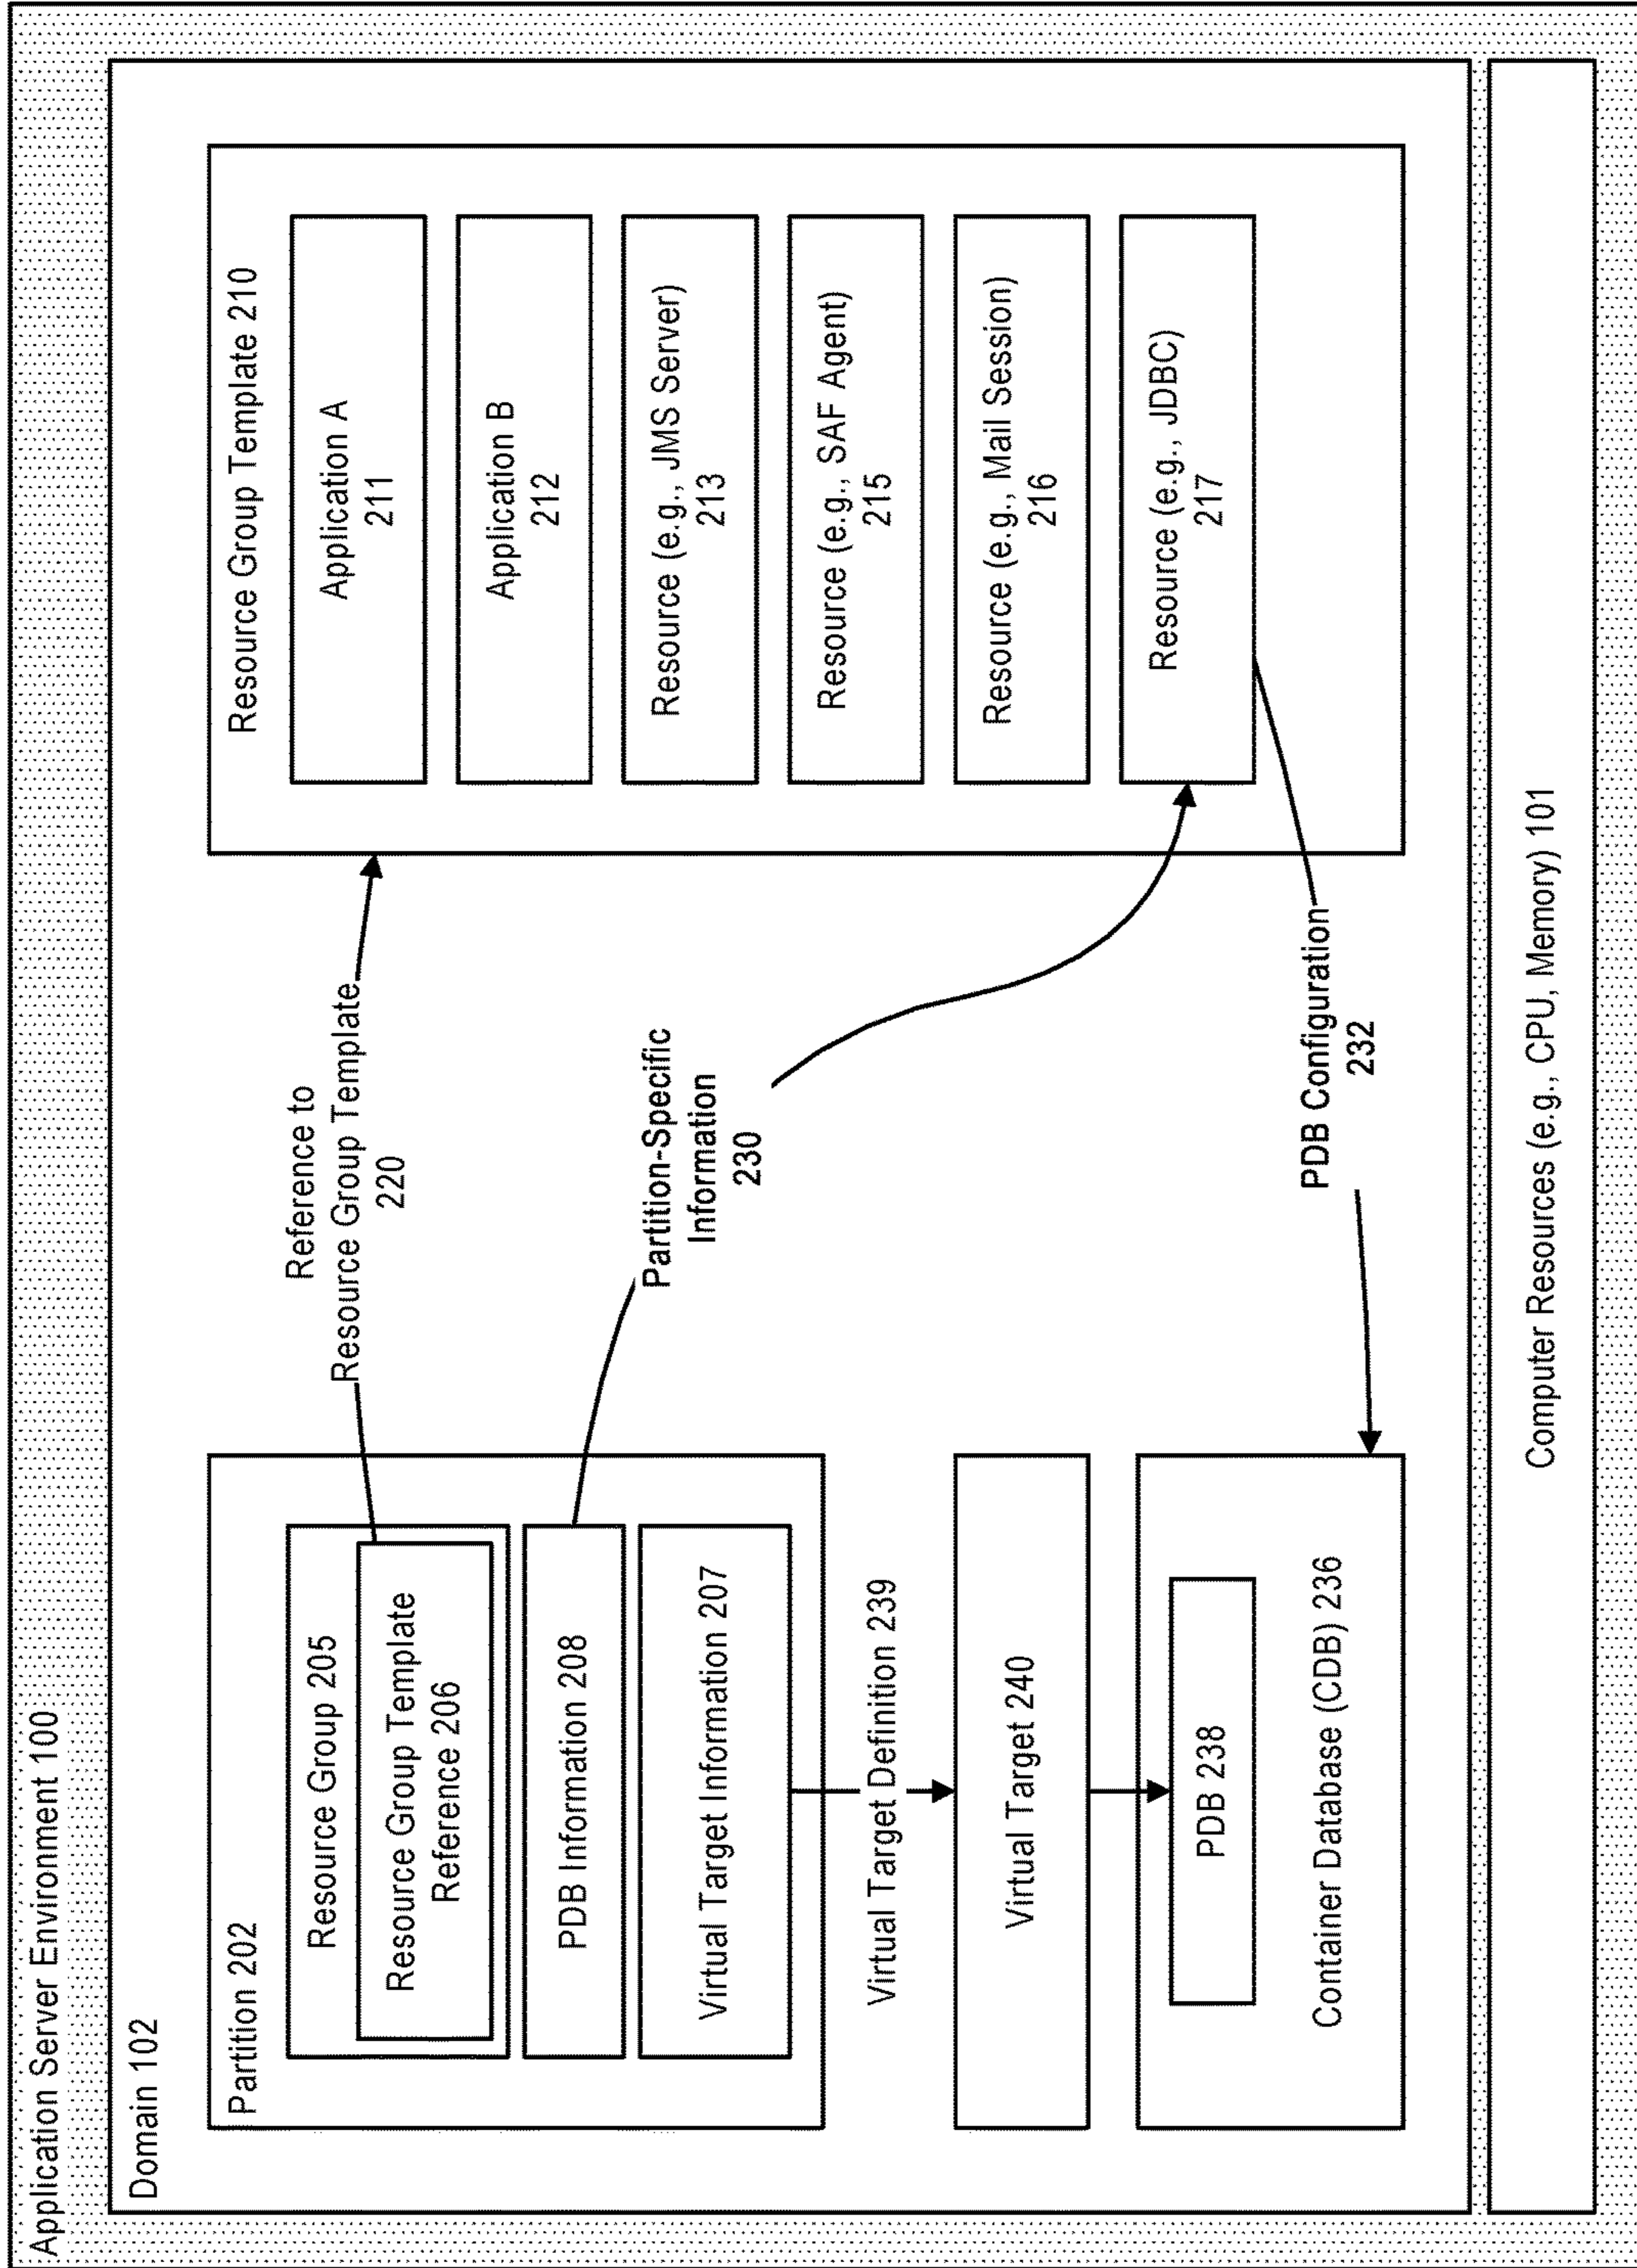 Application Server Environment 100
Domain 102
Partition 202
Resource Group 205
Resource Group Template
Reference 206
PDB Information 208
Virtual Target Information 207
Virtual Target Definition 239
Virtual Target 240
PDB 238
Container Database (CDB) 236
Reference to
Resource Group Template
220
Partition-Specific
Information
230
PDB Configuration
232
Resource Group Template 210
Application A
211
Application B
212
Resource (e.g., JMS Server)
213
Resource (e.g., SAF Agent)
215
Resource (e.g., Mail Session)
216
Resource (e.g., JDBC)
217
Computer Resources (e.g., CPU, Memory) 101